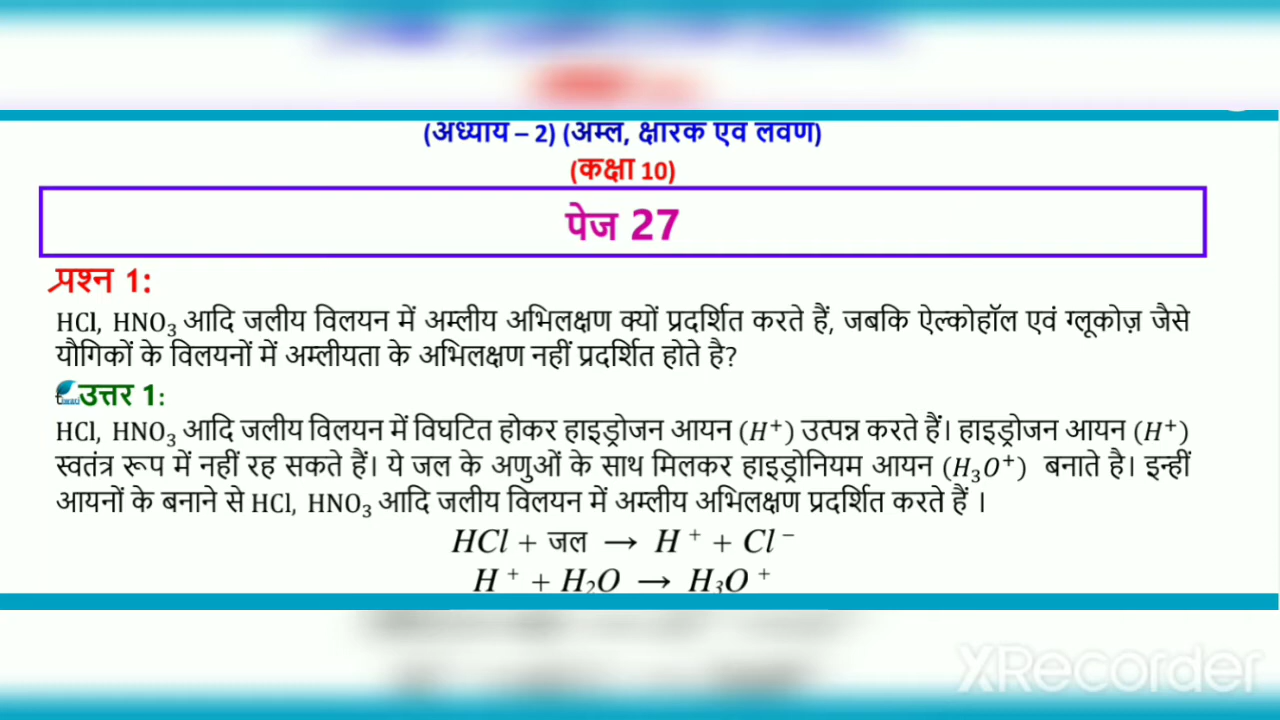 (अध्याय – 2) (अम्ल, क्षारक एवं लवण)
(कक्षा 10)
पेज 27
प्रश्न 1:
HCl, HNO₃ आदि जलीय विलयन में अम्लीय अभिलक्षण क्यों प्रदर्शित करते हैं, जबकि ऐल्कोहॉल एवं ग्लूकोज़ जैसे
यौगिकों के विलयनों में अम्लीयता के अभिलक्षण नहीं प्रदर्शित होते है?
उत्तर 1:
HCl, HNO₃ आदि जलीय विलयन में विघटित होकर हाइड्रोजन आयन (H⁺) उत्पन्न करते हैं। हाइड्रोजन आयन (H⁺)
स्वतंत्र रूप में नहीं रह सकते हैं। ये जल के अणुओं के साथ मिलकर हाइड्रोनियम आयन (H₃O⁺) बनाते है। इन्हीं
आयनों के बनाने से HCl, HNO₃ आदि जलीय विलयन में अम्लीय अभिलक्षण प्रदर्शित करते हैं ।
HCl + जल → H⁺ + Cl⁻
H⁺ + H₂O → H₃O⁺
XRecorder